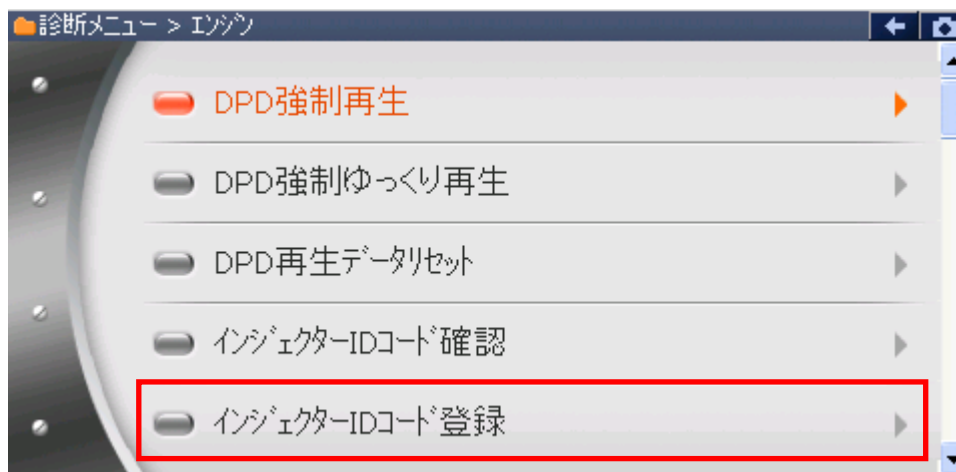 診断メニュー > エンジン
DPD強制再生
DPD強制ゆっくり再生
DPD再生データリセット
インジェクターIDコード確認
インジェクターIDコード登録